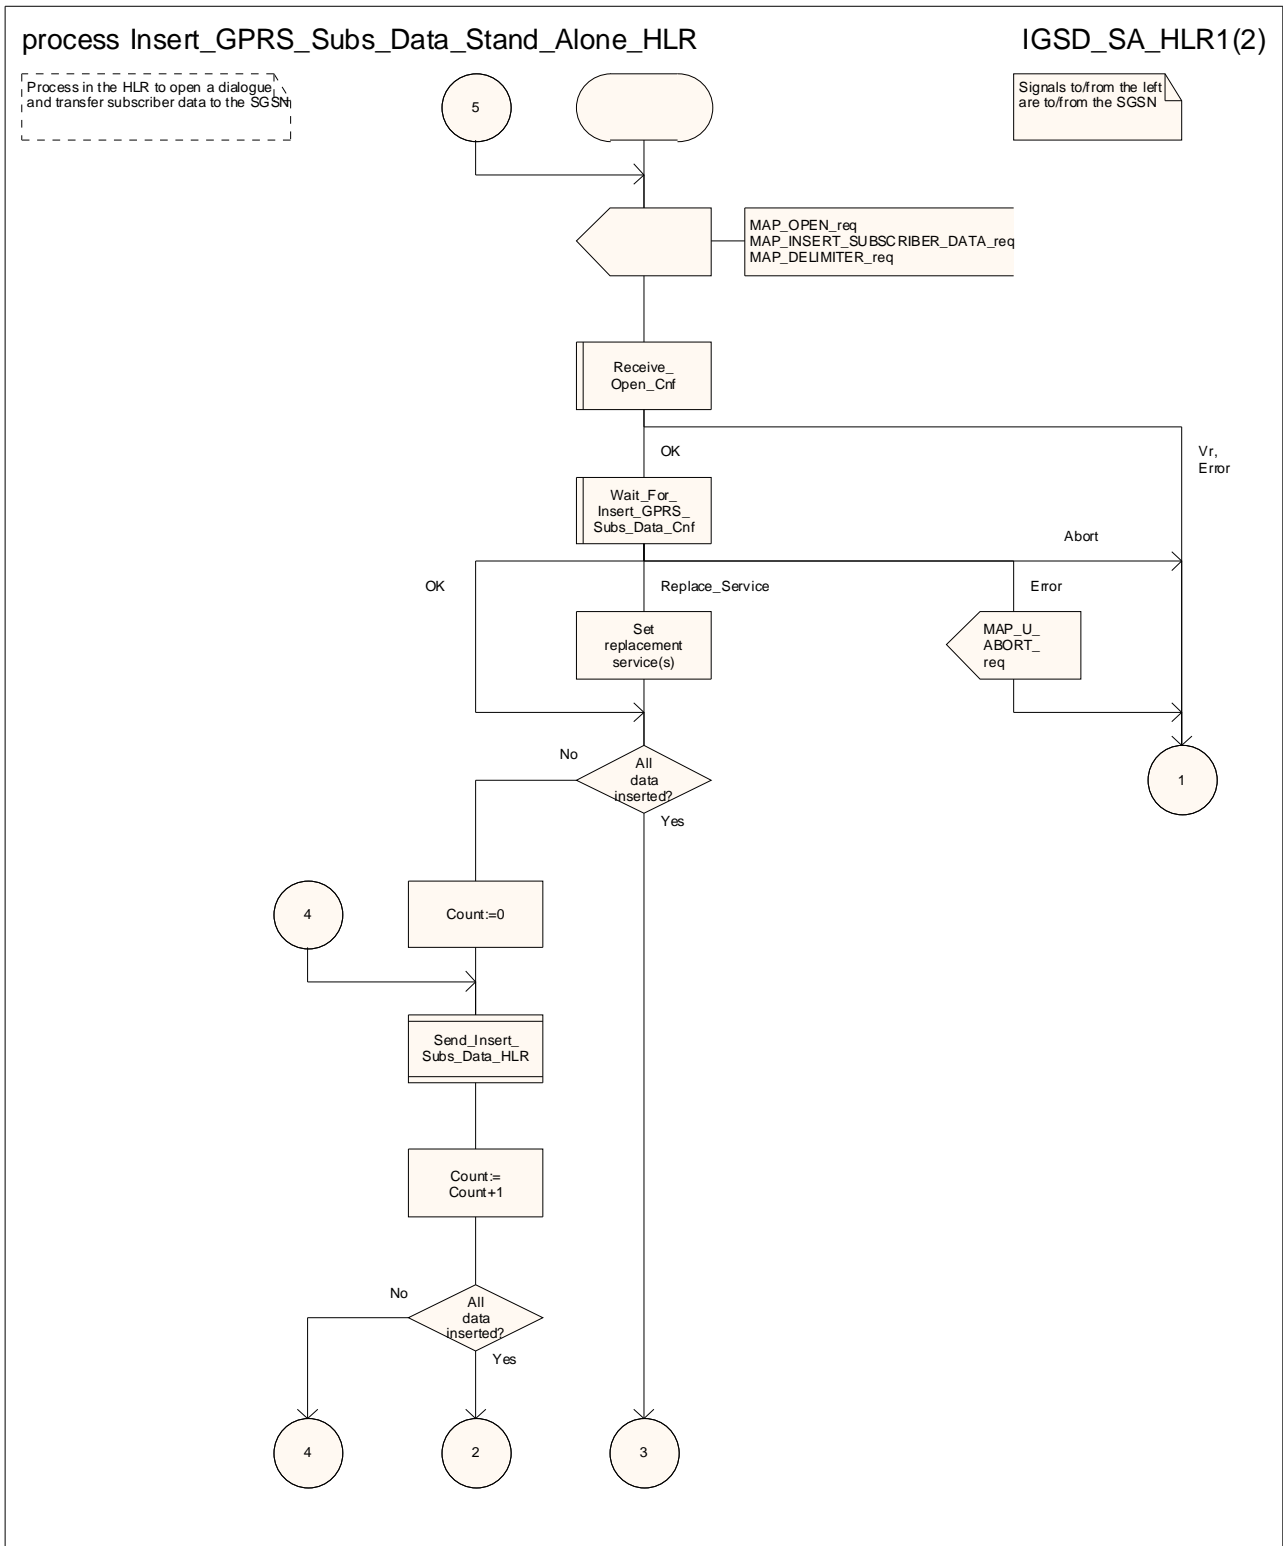 process Insert_GPRS_Subs_Data_Stand_Alone_HLR
IGSD_SA_HLR1(2)
Process in the HLR to open a dialogue
and transfer subscriber data to the SGSN
5
Signals to/from the left
are to/from the SGSN
MAP_OPEN_req
MAP_INSERT_SUBSCRIBER_DATA_req
MAP_DELIMITER_req
Receive_
Open_Cnf
OK
Vr,
Error
Wait_For_
Insert_GPRS_
Subs_Data_Cnf
Abort
OK
Replace_Service
Error
Set
replacement
service(s)
MAP_U_
ABORT_
req
No
All
data
inserted?
Yes
1
4
Count:=0
Send_Insert_
Subs_Data_HLR
Count:=
Count+1
No
All
data
inserted?
Yes
4
2
3